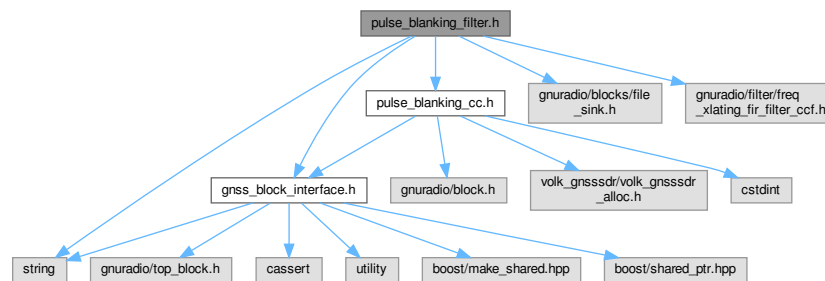 pulse_blanking_filter.h
pulse_blanking_cc.h
gnuradio/blocks/file
_sink.h
gnuradio/filter/freq
_xlating_fir_filter_ccf.h
gnss_block_interface.h
gnuradio/block.h
volk_gnsssdr/volk_gnsssdr
_alloc.h
cstdint
string
gnuradio/top_block.h
cassert
utility
boost/make_shared.hpp
boost/shared_ptr.hpp